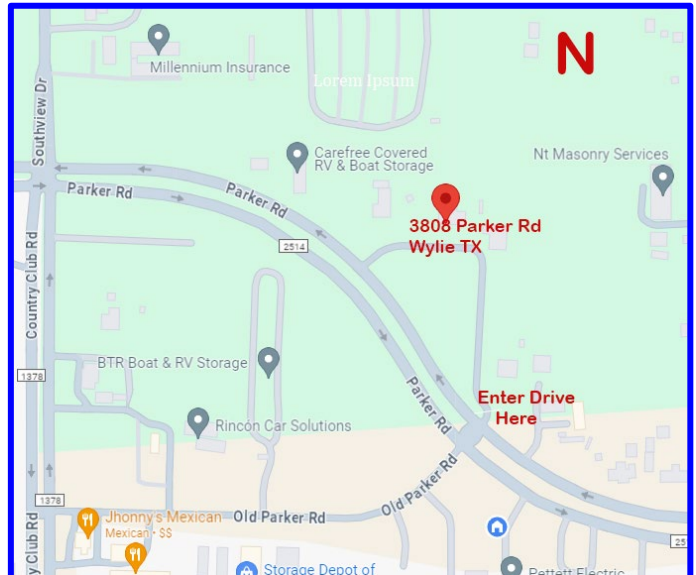 N
Millennium Insurance
Lorem Ipsum
Southview Dr
Carefree Covered
RV & Boat Storage
Nt Masonry Services
Parker Rd
Parker Rd
3808 Parker Rd
Wylie TX
2514
Country Club Rd
BTR Boat & RV Storage
1378
Parker Rd
Enter Drive
Here
Rincon Car Solutions
Old Parker Rd
1378
Jhonny's Mexican
Mexican · $$
Old Parker Rd
y Club Rd
25
Storage Depot of
Pettett Electric